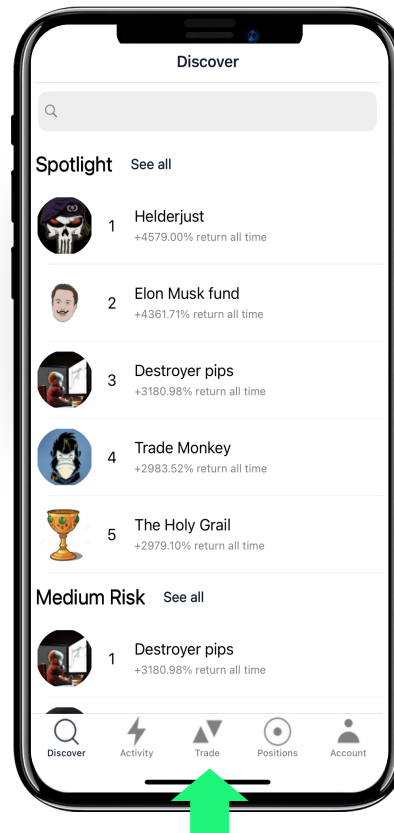 Discover
Spotlight See all
1 Helderjust
+4579.00% return all time
2 Elon Musk fund
+4361.71% return all time
3 Destroyer pips
+3180.98% return all time
4 Trade Monkey
+2983.52% return all time
5 The Holy Grail
+2979.10% return all time
Medium Risk See all
1 Destroyer pips
+3180.98% return all time
Discover Activity Trade Positions Account